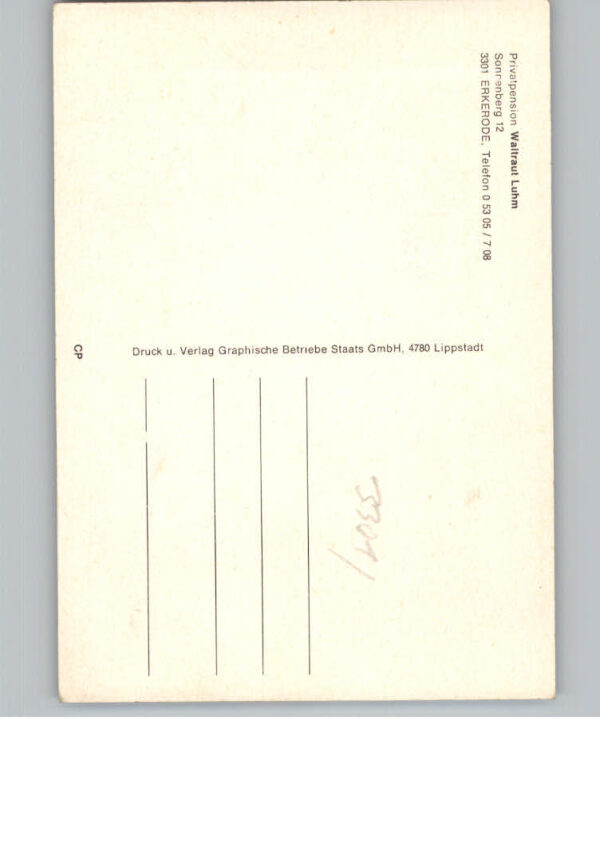 Privatpension Waltraut Luhm
Sonnenberg 12
3301 ERKERODE, Telefon 0 53 05 / 7 08
Druck u. Verlag Graphische Betriebe Staats GmbH, 4780 Lippstadt
CP